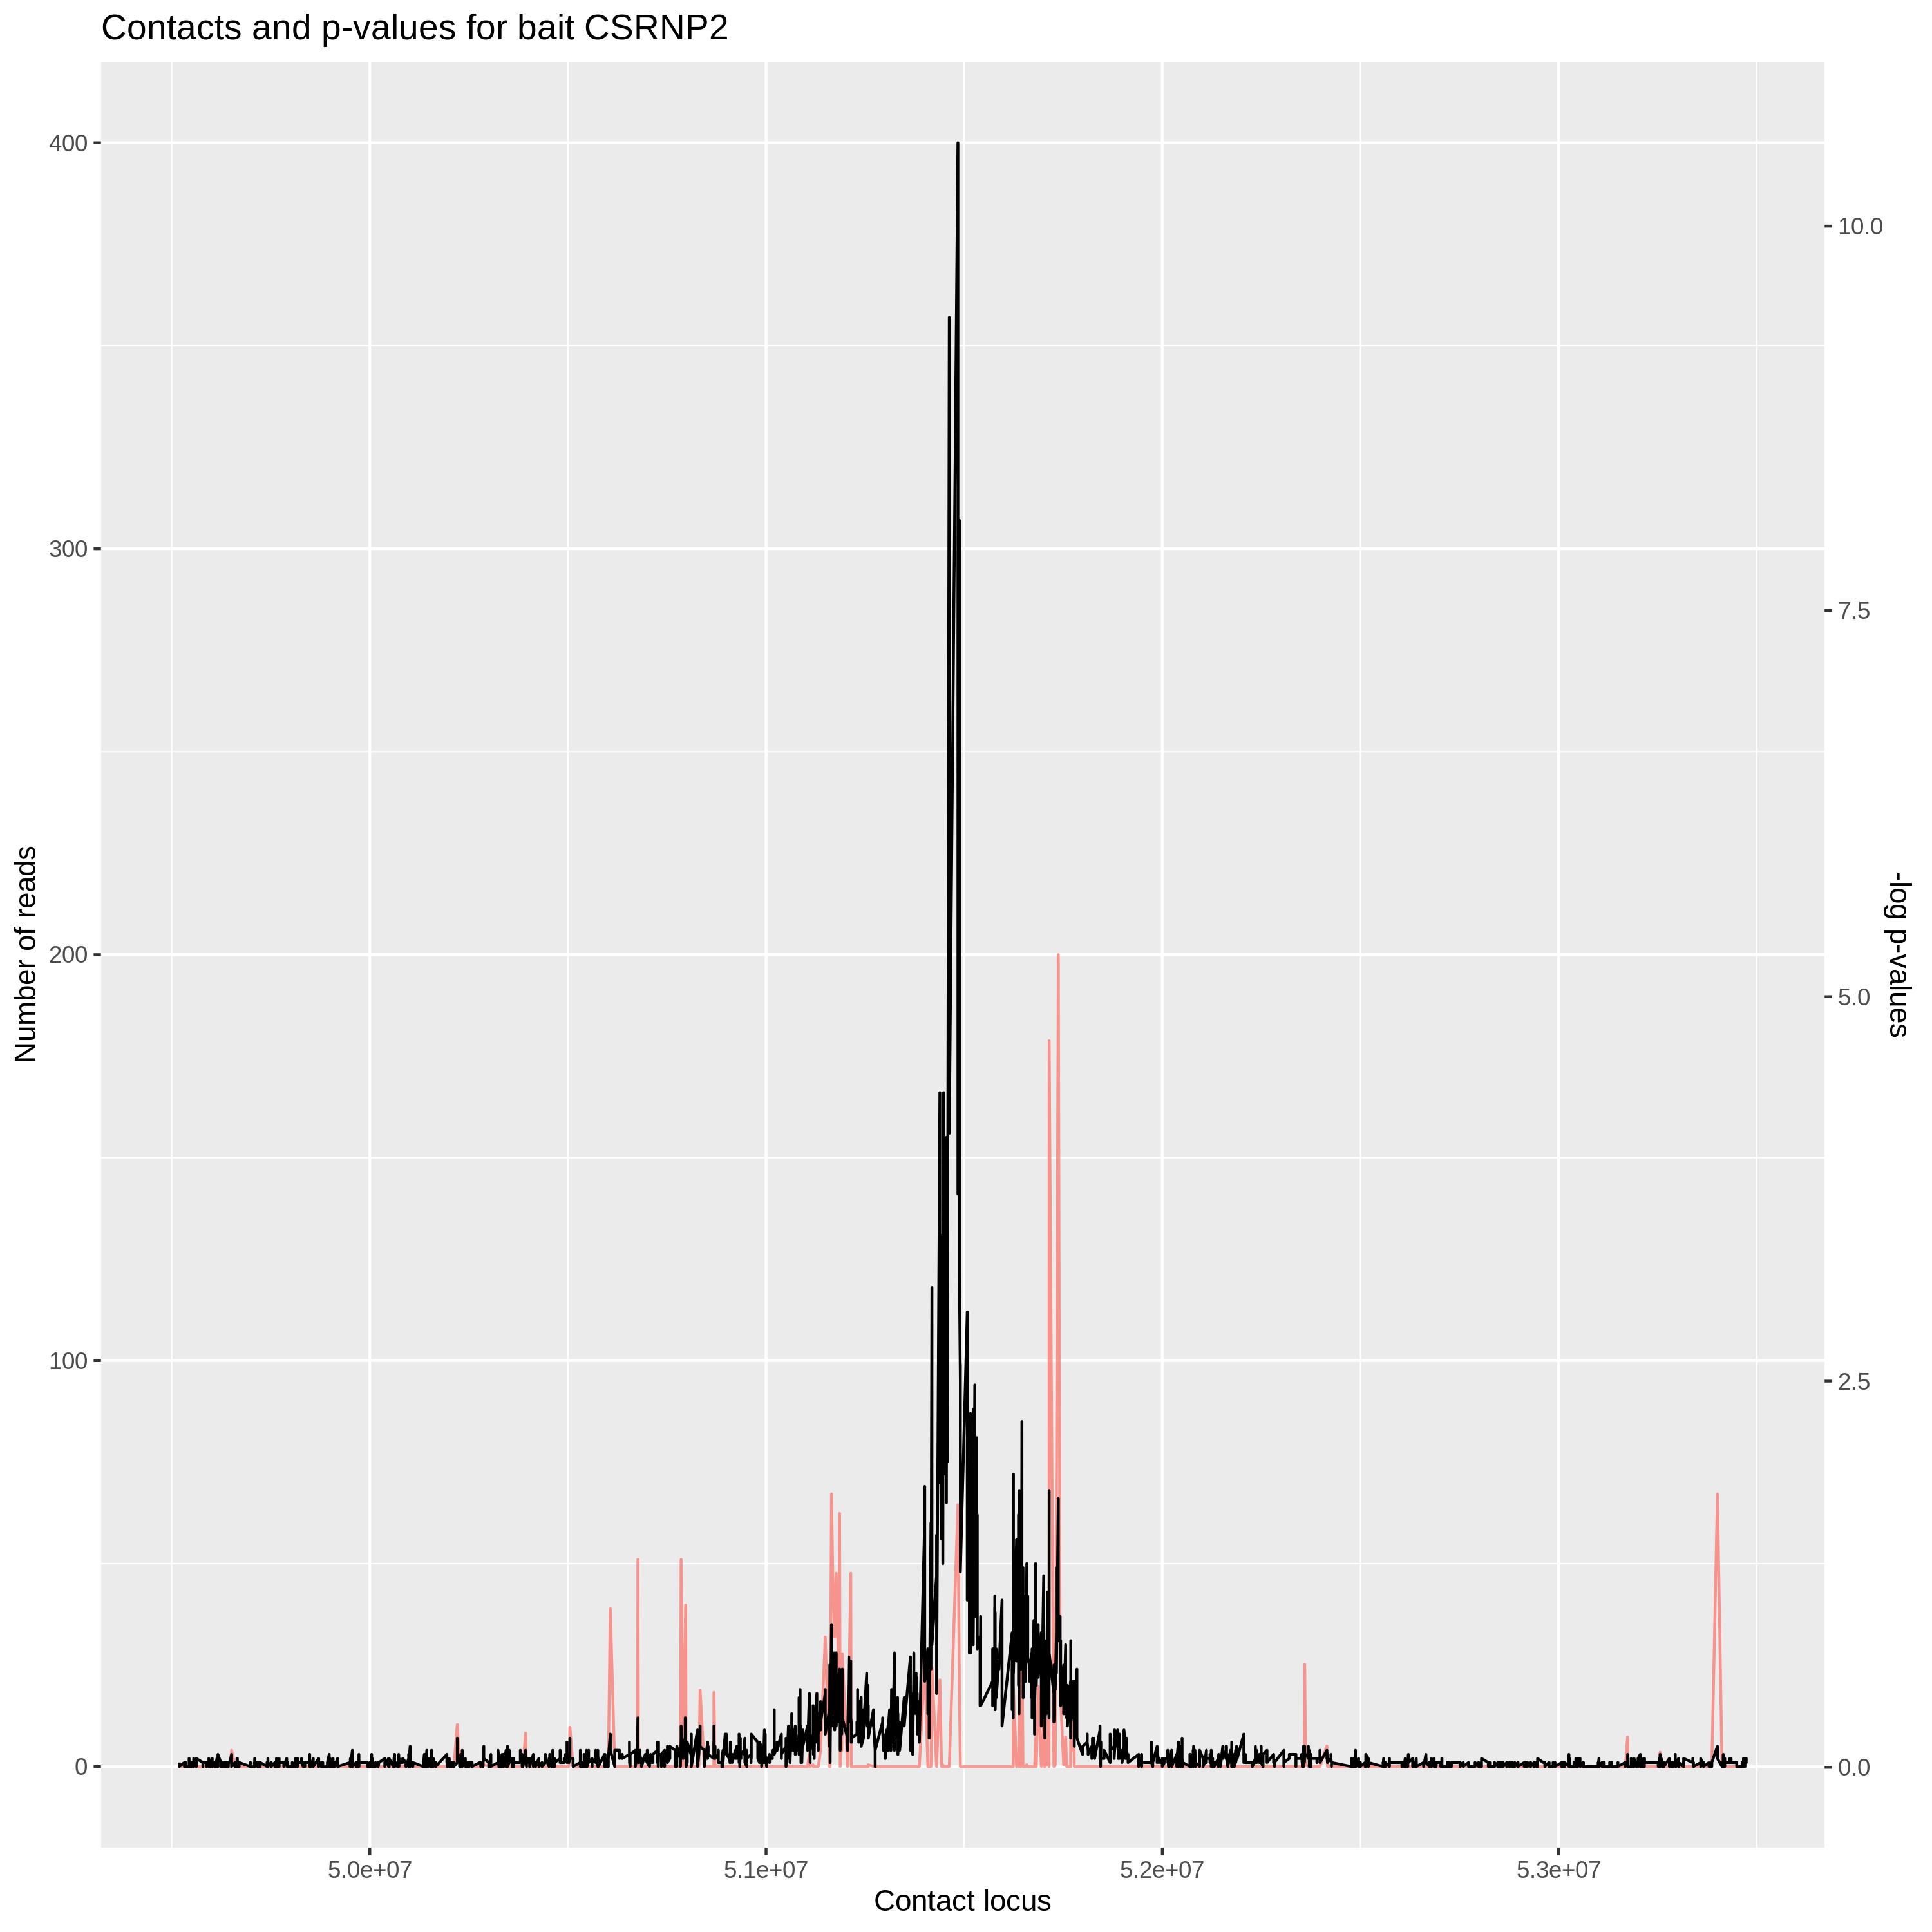 Contacts and p-values for bait CSRNP2
400
300
200
100
0
Number of reads
10.0
7.5
5.0
2.5
0.0
-log p-values
5.0e+07
5.1e+07
5.2e+07
5.3e+07
Contact locus